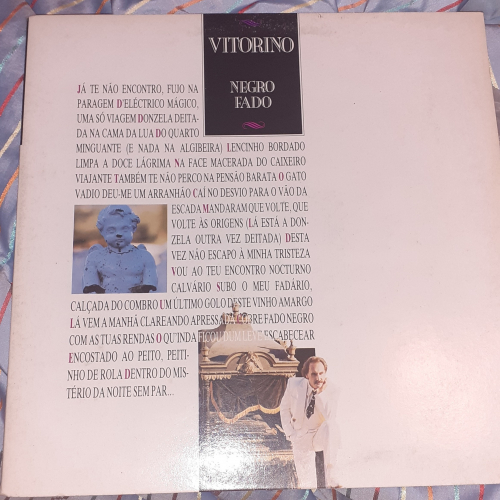 VITORINO
NEGRO
FADO
JÁ TE NÃO ENCONTRO, FUJO NA
PARAGEM D'ELÉCTRICO MÁGICO,
UMA SÓ VIAGEM DONZELA DEITA-
DA NA CAMA DA LUA DO QUARTO
MINGUANTE (E NADA NA ALGIBEIRA) LENCINHO BORDADO
LIMPA A DOCE LÁGRIMA NA FACE MACERADA DO CAIXEIRO
VIAJANTE TAMBÉM TE NÃO PERCO NA PENSÃO BARATA O GATO
VADIO DEU-ME UM ARRANHÃO CAÍ NO DESVIO PARA O VÃO DA
ESCADA MANDARAM QUE VOLTE, QUE
VOLTE ÀS ORIGENS (LÁ ESTÁ A DON-
ZELA OUTRA VEZ DEITADA) DESTA
VEZ NÃO ESCAPO À MINHA TRISTEZA
VOU AO TEU ENCONTRO NOCTURNO
CALVÁRIO SUBO O MEU FADÁRIO,
CALÇADA DO COMBRO UM ÚLTIMO GOLO DESTE VINHO AMARGO
LÁ VEM A MANHÃ CLAREANDO APRESSADA POBRE FADO NEGRO
COM AS TUAS RENDAS O QU'INDA FICOU DUM LEVE ESCABECEAR
ENCOSTADO AO PEITO, PEITI-
NHO DE ROLA DENTRO DO MIS-
TÉRIO DA NOITE SEM PAR...